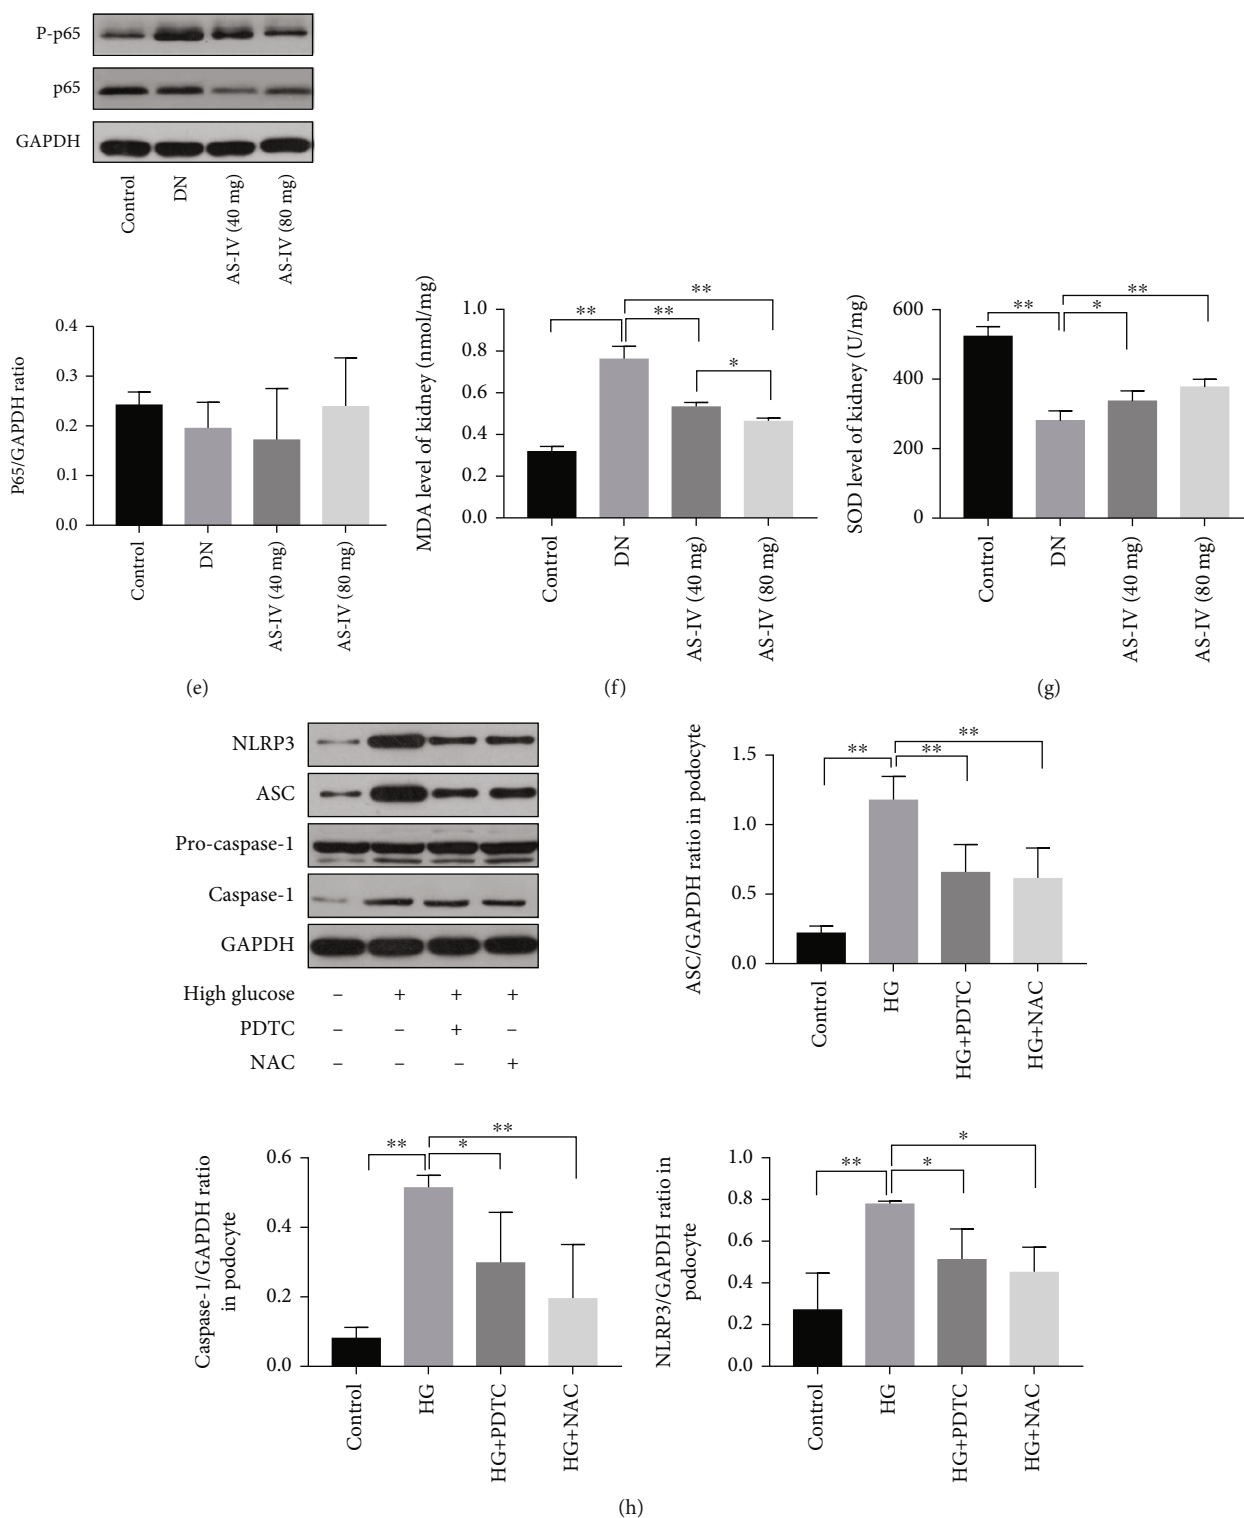 P-p65
p65
GAPDH
Control
DN
AS-IV (40 mg)
AS-IV (80 mg)
P65/GAPDH ratio
0.4
0.3
0.2
0.1
0.0
Control
DN
AS-IV (40 mg)
AS-IV (80 mg)
(e)
MDA level of kidney (nmol/mg)
1.0
0.8
0.6
0.4
0.2
0.0
**
**
**
*
Control
DN
AS-IV (40 mg)
AS-IV (80 mg)
(f)
SOD level of kidney (U/mg)
600
400
200
0
**
*
**
Control
DN
AS-IV (40 mg)
AS-IV (80 mg)
(g)
NLRP3
ASC
Pro-caspase-1
Caspase-1
GAPDH
High glucose – + + +
PDTC – – + –
NAC – – – +
ASC/GAPDH ratio in podocyte
1.5
1.0
0.5
0.0
**
**
**
Control
HG
HG+PDTC
HG+NAC
Caspase-1/GAPDH ratio
in podocyte
0.6
0.4
0.2
0.0
**
*
**
Control
HG
HG+PDTC
HG+NAC
NLRP3/GAPDH ratio in
podocyte
1.0
0.8
0.6
0.4
0.2
0.0
**
*
*
Control
HG
HG+PDTC
HG+NAC
(h)